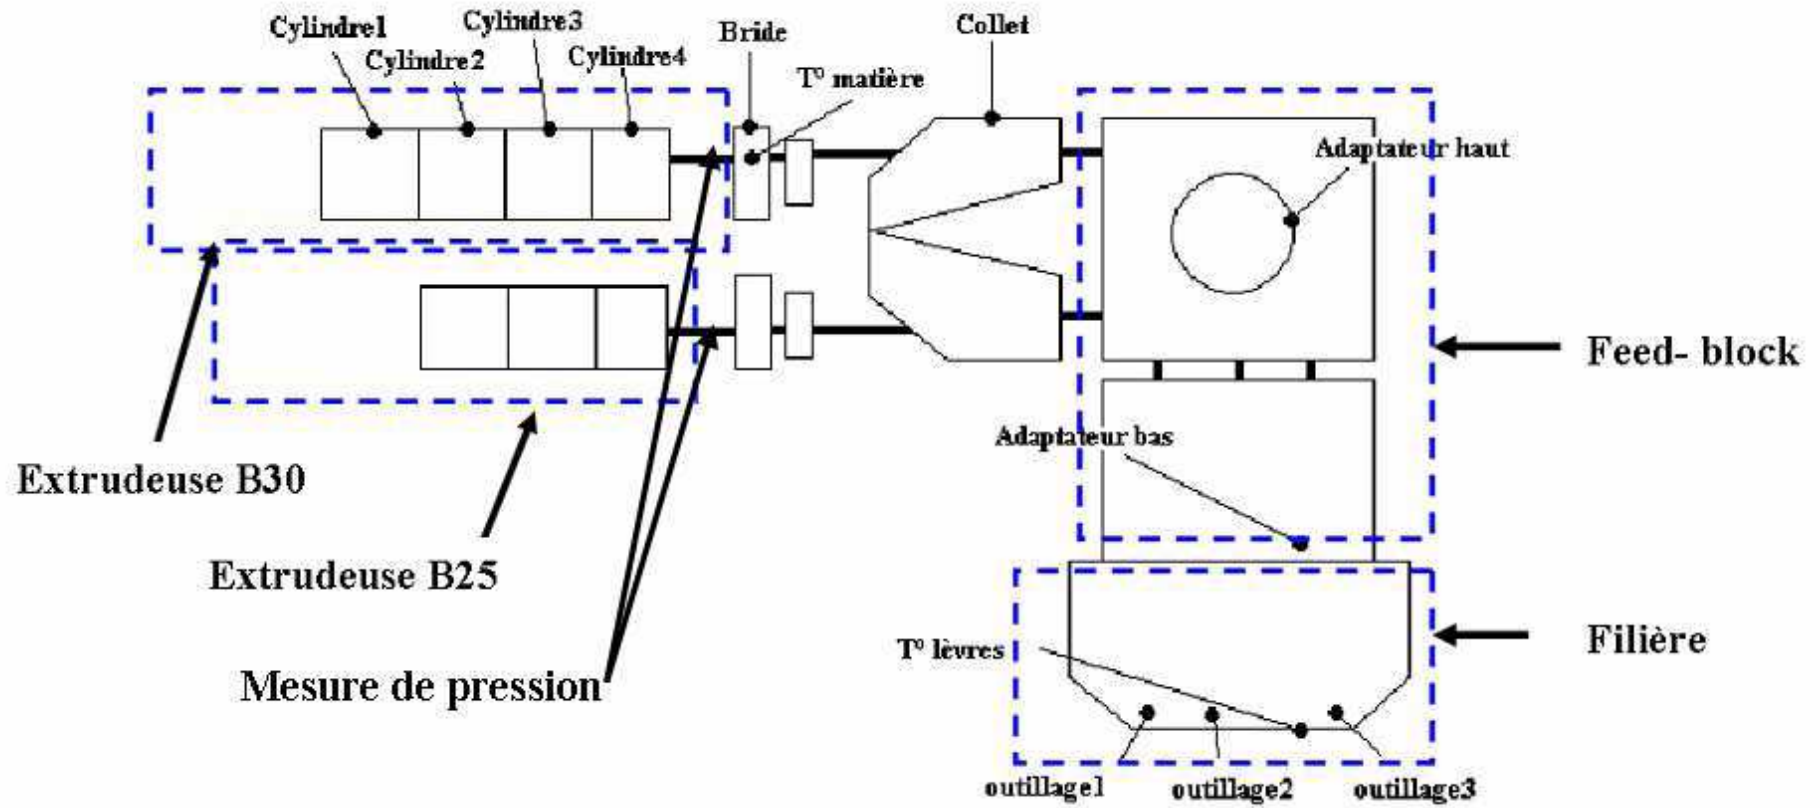 Cylindre1
Cylindre2
Cylindre3
Cylindre4
Bride
T° matière
Collet
Adaptateur haut
Feed- block
Adaptateur bas
Extrudeuse B30
Extrudeuse B25
Mesure de pression
T° lèvres
Filière
outillage1
outillage2
outillage3